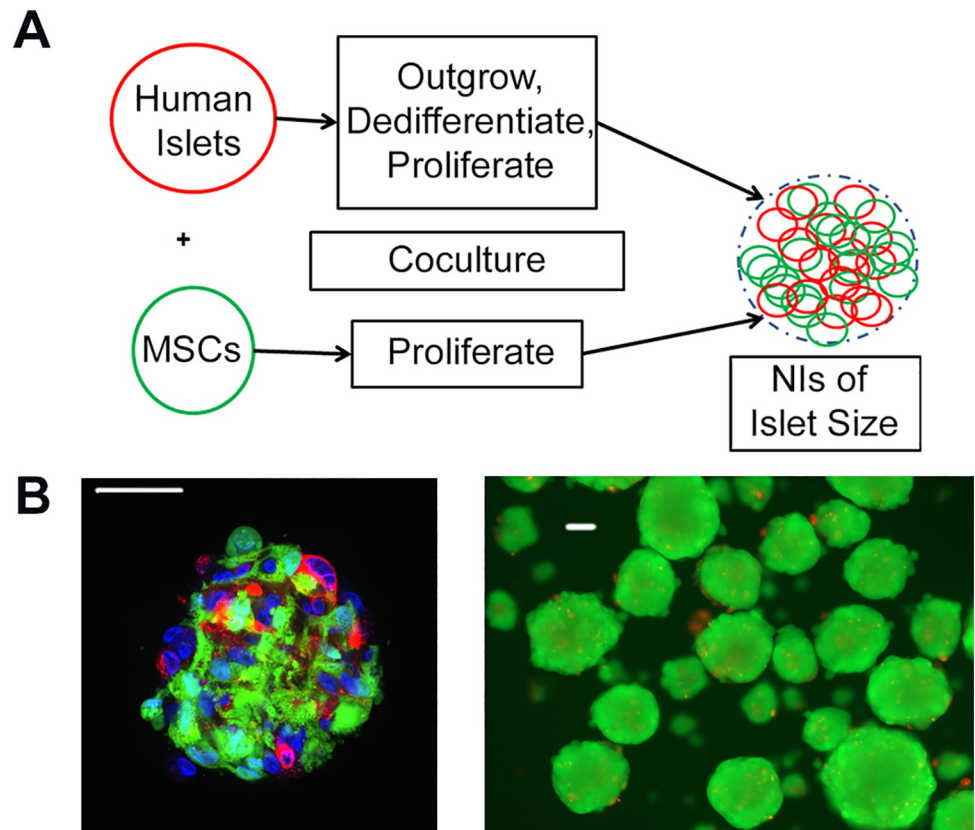 A
Human
Islets
Outgrow,
Dedifferentiate,
Proliferate
+
Coculture
MSCs
Proliferate
NIs of
Islet Size
B